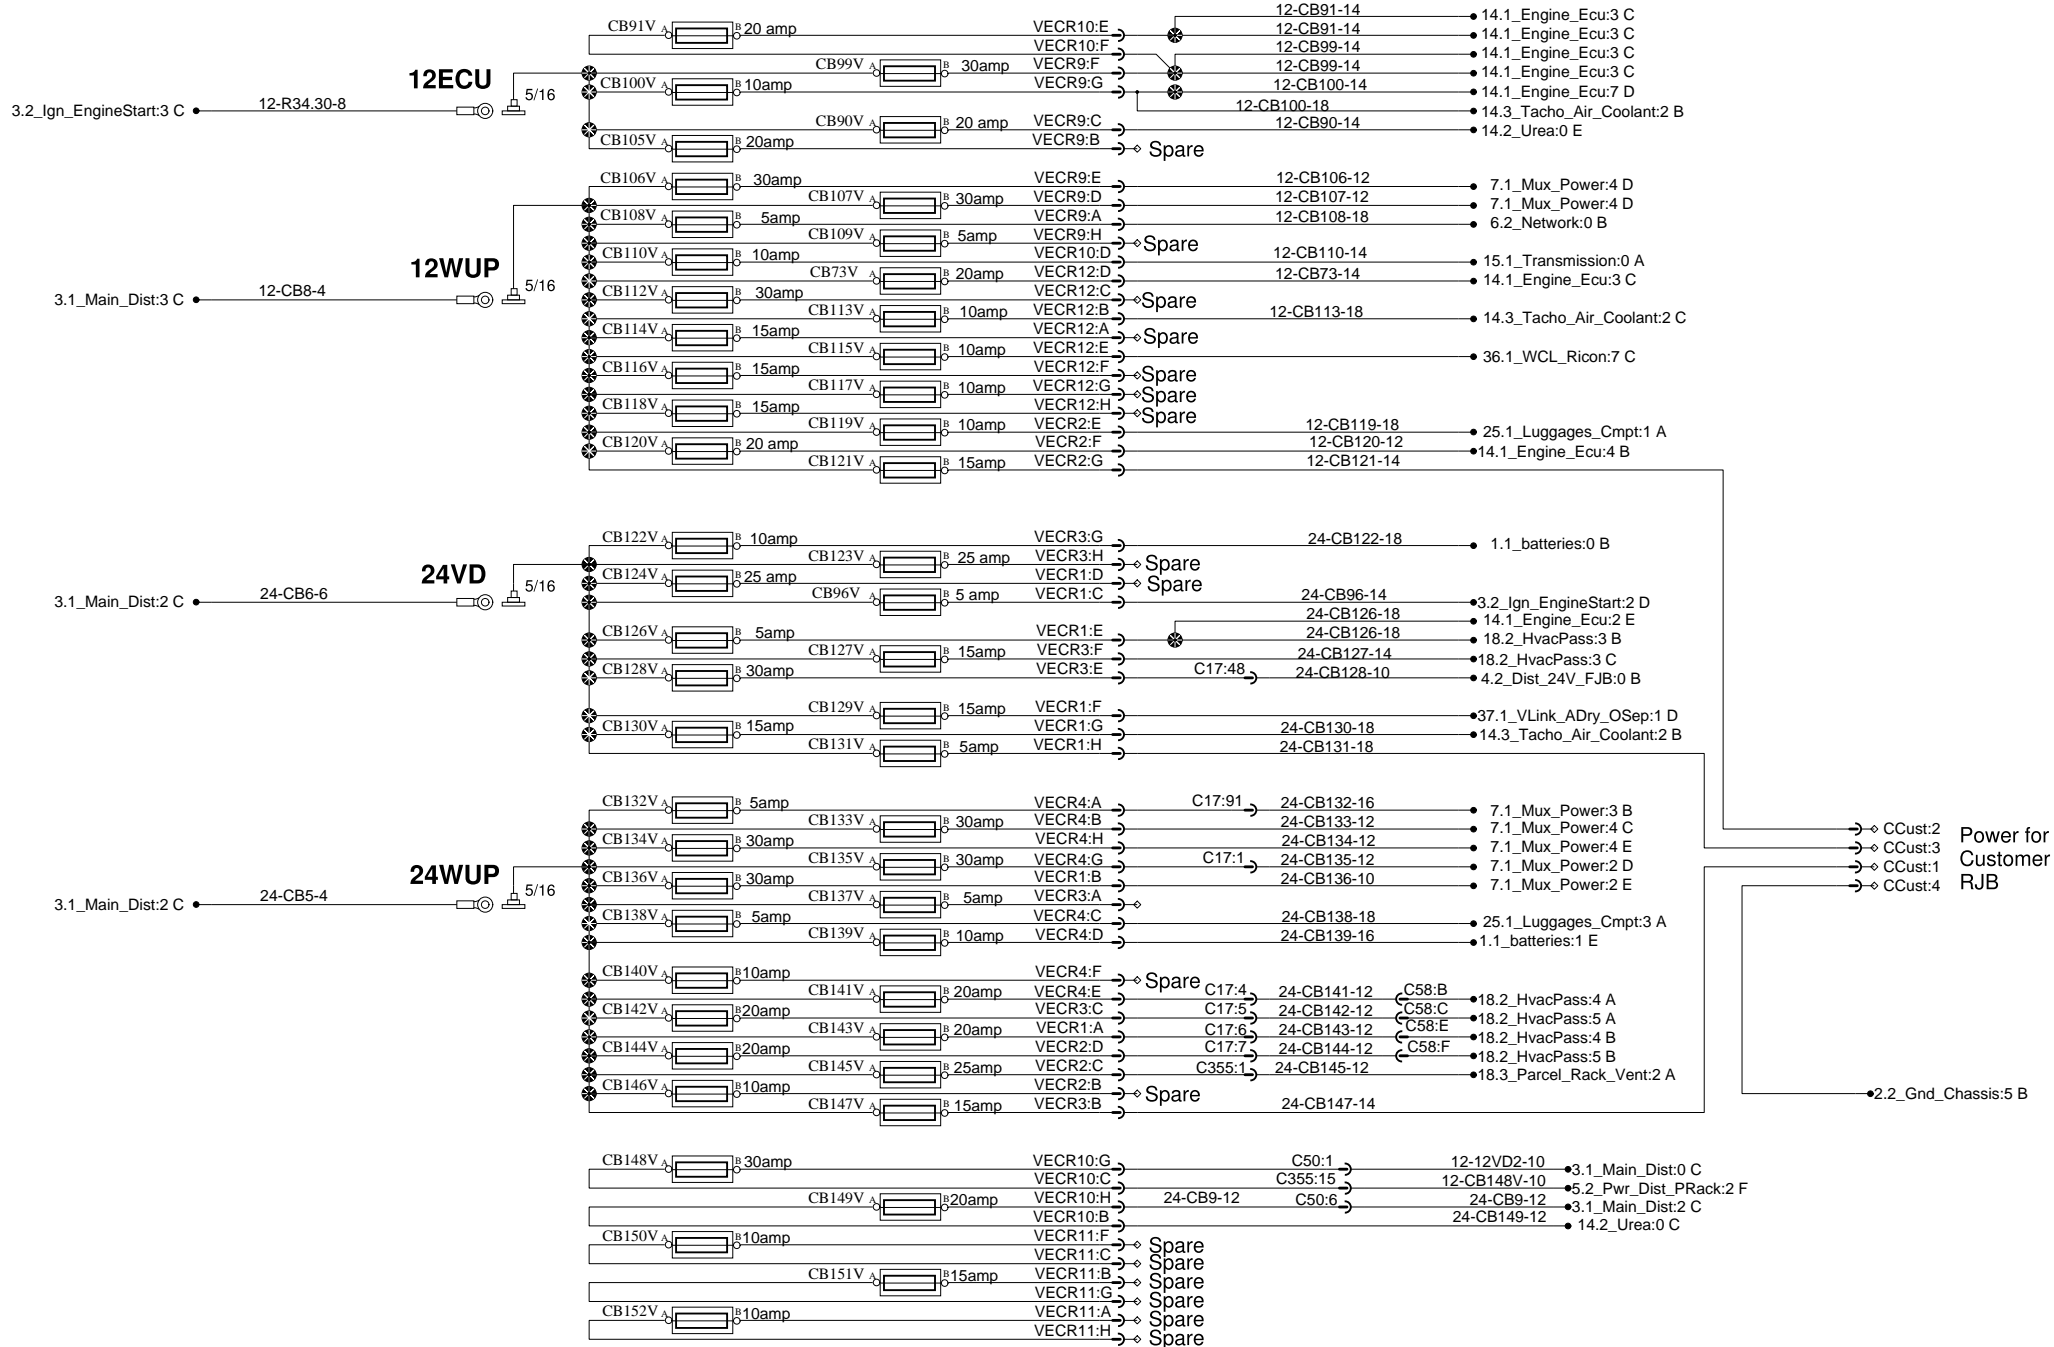 12-CB91-14 14.1_Engine_Ecu:3 C
CB91V A B 20 amp VECR10:E 12-CB91-14 14.1_Engine_Ecu:3 C
VECR10:F 12-CB99-14 14.1_Engine_Ecu:3 C
12ECU CB99V A B 30amp VECR9:F 12-CB99-14 14.1_Engine_Ecu:3 C
5/16 CB100V A B 10amp VECR9:G 12-CB100-14 14.1_Engine_Ecu:7 D
3.2_Ign_EngineStart:3 C 12-R34.30-8 12-CB100-18 14.3_Tacho_Air_Coolant:2 B
CB90V A B 20 amp VECR9:C 12-CB90-14 14.2_Urea:0 E
CB105V A B 20amp VECR9:B Spare
CB106V A B 30amp VECR9:E 12-CB106-12 7.1_Mux_Power:4 D
CB107V A B 30amp VECR9:D 12-CB107-12 7.1_Mux_Power:4 D
CB108V A B 5amp VECR9:A 12-CB108-18 6.2_Network:0 B
CB109V A B 5amp VECR9:H Spare
12WUP CB110V A B 10amp VECR10:D 12-CB110-14 15.1_Transmission:0 A
5/16 CB73V A B 20amp VECR12:D 12-CB73-14 14.1_Engine_Ecu:3 C
3.1_Main_Dist:3 C 12-CB8-4 CB112V A B 30amp VECR12:C Spare
CB113V A B 10amp VECR12:B 12-CB113-18 14.3_Tacho_Air_Coolant:2 C
CB114V A B 15amp VECR12:A Spare
CB115V A B 10amp VECR12:E 36.1_WCL_Ricon:7 C
CB116V A B 15amp VECR12:F Spare
CB117V A B 10amp VECR12:G Spare
CB118V A B 15amp VECR12:H Spare
CB119V A B 10amp VECR2:E 12-CB119-18 25.1_Luggages_Cmpt:1 A
CB120V A B 20 amp VECR2:F 12-CB120-12 14.1_Engine_Ecu:4 B
CB121V A B 15amp VECR2:G 12-CB121-14
CB122V A B 10amp VECR3:G 24-CB122-18 1.1_batteries:0 B
CB123V A B 25 amp VECR3:H Spare
24VD 5/16 CB124V A B 25 amp VECR1:D Spare
3.1_Main_Dist:2 C 24-CB6-6 CB96V A B 5 amp VECR1:C 24-CB96-14 3.2_Ign_EngineStart:2 D
24-CB126-18 14.1_Engine_Ecu:2 E
CB126V A B 5amp VECR1:E 24-CB126-18 18.2_HvacPass:3 B
CB127V A B 15amp VECR3:F 24-CB127-14 18.2_HvacPass:3 C
CB128V A B 30amp VECR3:E C17:48 24-CB128-10 4.2_Dist_24V_FJB:0 B
CB129V A B 15amp VECR1:F 37.1_VLink_ADry_OSep:1 D
CB130V A B 15amp VECR1:G 24-CB130-18 14.3_Tacho_Air_Coolant:2 B
CB131V A B 5amp VECR1:H 24-CB131-18
CB132V A B 5amp VECR4:A C17:91 24-CB132-16 7.1_Mux_Power:3 B
CB133V A B 30amp VECR4:B 24-CB133-12 7.1_Mux_Power:4 C CCust:2 Power for
CB134V A B 30amp VECR4:H 24-CB134-12 7.1_Mux_Power:4 E CCust:3 Customer
24WUP CB135V A B 30amp VECR4:G C17:1 24-CB135-12 7.1_Mux_Power:2 D CCust:1 RJB
5/16 CB136V A B 30amp VECR1:B 24-CB136-10 7.1_Mux_Power:2 E CCust:4
3.1_Main_Dist:2 C 24-CB5-4 CB137V A B 5amp VECR3:A
CB138V A B 5amp VECR4:C 24-CB138-18 25.1_Luggages_Cmpt:3 A
CB139V A B 10amp VECR4:D 24-CB139-16 1.1_batteries:1 E
CB140V A B 10amp VECR4:F Spare
CB141V A B 20amp VECR4:E C17:4 24-CB141-12 C58:B 18.2_HvacPass:4 A
CB142V A B 20amp VECR3:C C17:5 24-CB142-12 C58:C 18.2_HvacPass:5 A
CB143V A B 20amp VECR1:A C17:6 24-CB143-12 C58:E 18.2_HvacPass:4 B
CB144V A B 20amp VECR2:D C17:7 24-CB144-12 C58:F 18.2_HvacPass:5 B
CB145V A B 25amp VECR2:C C355:1 24-CB145-12 18.3_Parcel_Rack_Vent:2 A
CB146V A B 10amp VECR2:B Spare 2.2_Gnd_Chassis:5 B
CB147V A B 15amp VECR3:B 24-CB147-14
CB148V A B 30amp VECR10:G C50:1 12-12VD2-10 3.1_Main_Dist:0 C
VECR10:C C355:15 12-CB148V-10 5.2_Pwr_Dist_PRack:2 F
CB149V A B 20amp VECR10:H 24-CB9-12 C50:6 24-CB9-12 3.1_Main_Dist:2 C
VECR10:B 24-CB149-12 14.2_Urea:0 C
CB150V A B 10amp VECR11:F Spare
VECR11:C Spare
CB151V A B 15amp VECR11:B Spare
VECR11:G Spare
CB152V A B 10amp VECR11:A Spare
VECR11:H Spare